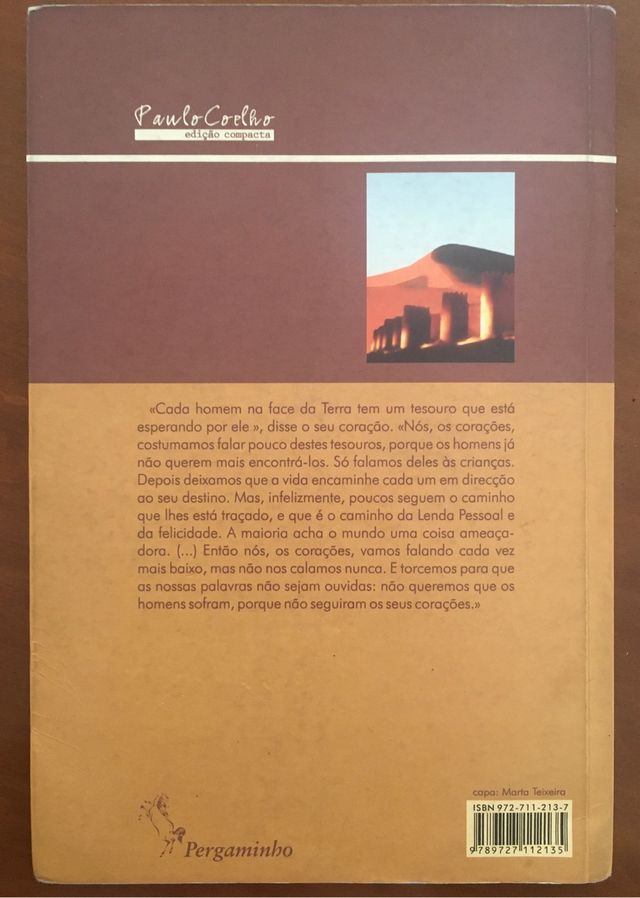 Paulo Coelho
edição compacta
«Cada homem na face da Terra tem um tesouro que está
esperando por ele », disse o seu coração. «Nós, os corações,
costumamos falar pouco destes tesouros, porque os homens já
não querem mais encontrá-los. Só falamos deles às crianças.
Depois deixamos que a vida encaminhe cada um em direcção
ao seu destino. Mas, infelizmente, poucos seguem o caminho
que lhes está traçado, e que é o caminho da Lenda Pessoal e
da felicidade. A maioria acha o mundo uma coisa ameaça-
dora. (...) Então nós, os corações, vamos falando cada vez
mais baixo, mas não nos calamos nunca. E torcemos para que
as nossas palavras não sejam ouvidas: não queremos que os
homens sofram, porque não seguiram os seus corações.»
capa: Marta Teixeira
ISBN 972-711-213-7
9 789727 112135
Pergaminho